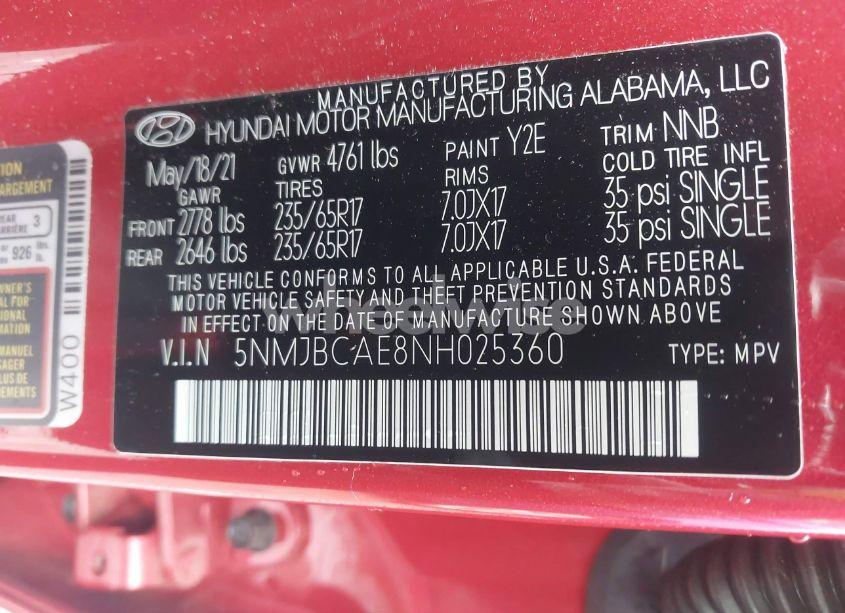 MANUFACTURED BY
HYUNDAI MOTOR MANUFACTURING ALABAMA, LLC
May/18/21 GVWR 4761 lbs PAINT Y2E TRIM NNB
GAWR TIRES RIMS COLD TIRE INFL
FRONT 2778 lbs 235/65R17 7.0JX17 35 psi SINGLE
REAR 2646 lbs 235/65R17 7.0JX17 35 psi SINGLE
THIS VEHICLE CONFORMS TO ALL APPLICABLE U.S.A. FEDERAL
MOTOR VEHICLE SAFETY AND THEFT PREVENTION STANDARDS
IN EFFECT ON THE DATE OF MANUFACTURE SHOWN ABOVE
V.I.N 5NMJBCAE8NH025360 TYPE: MPV
W400
3
926 lbs.